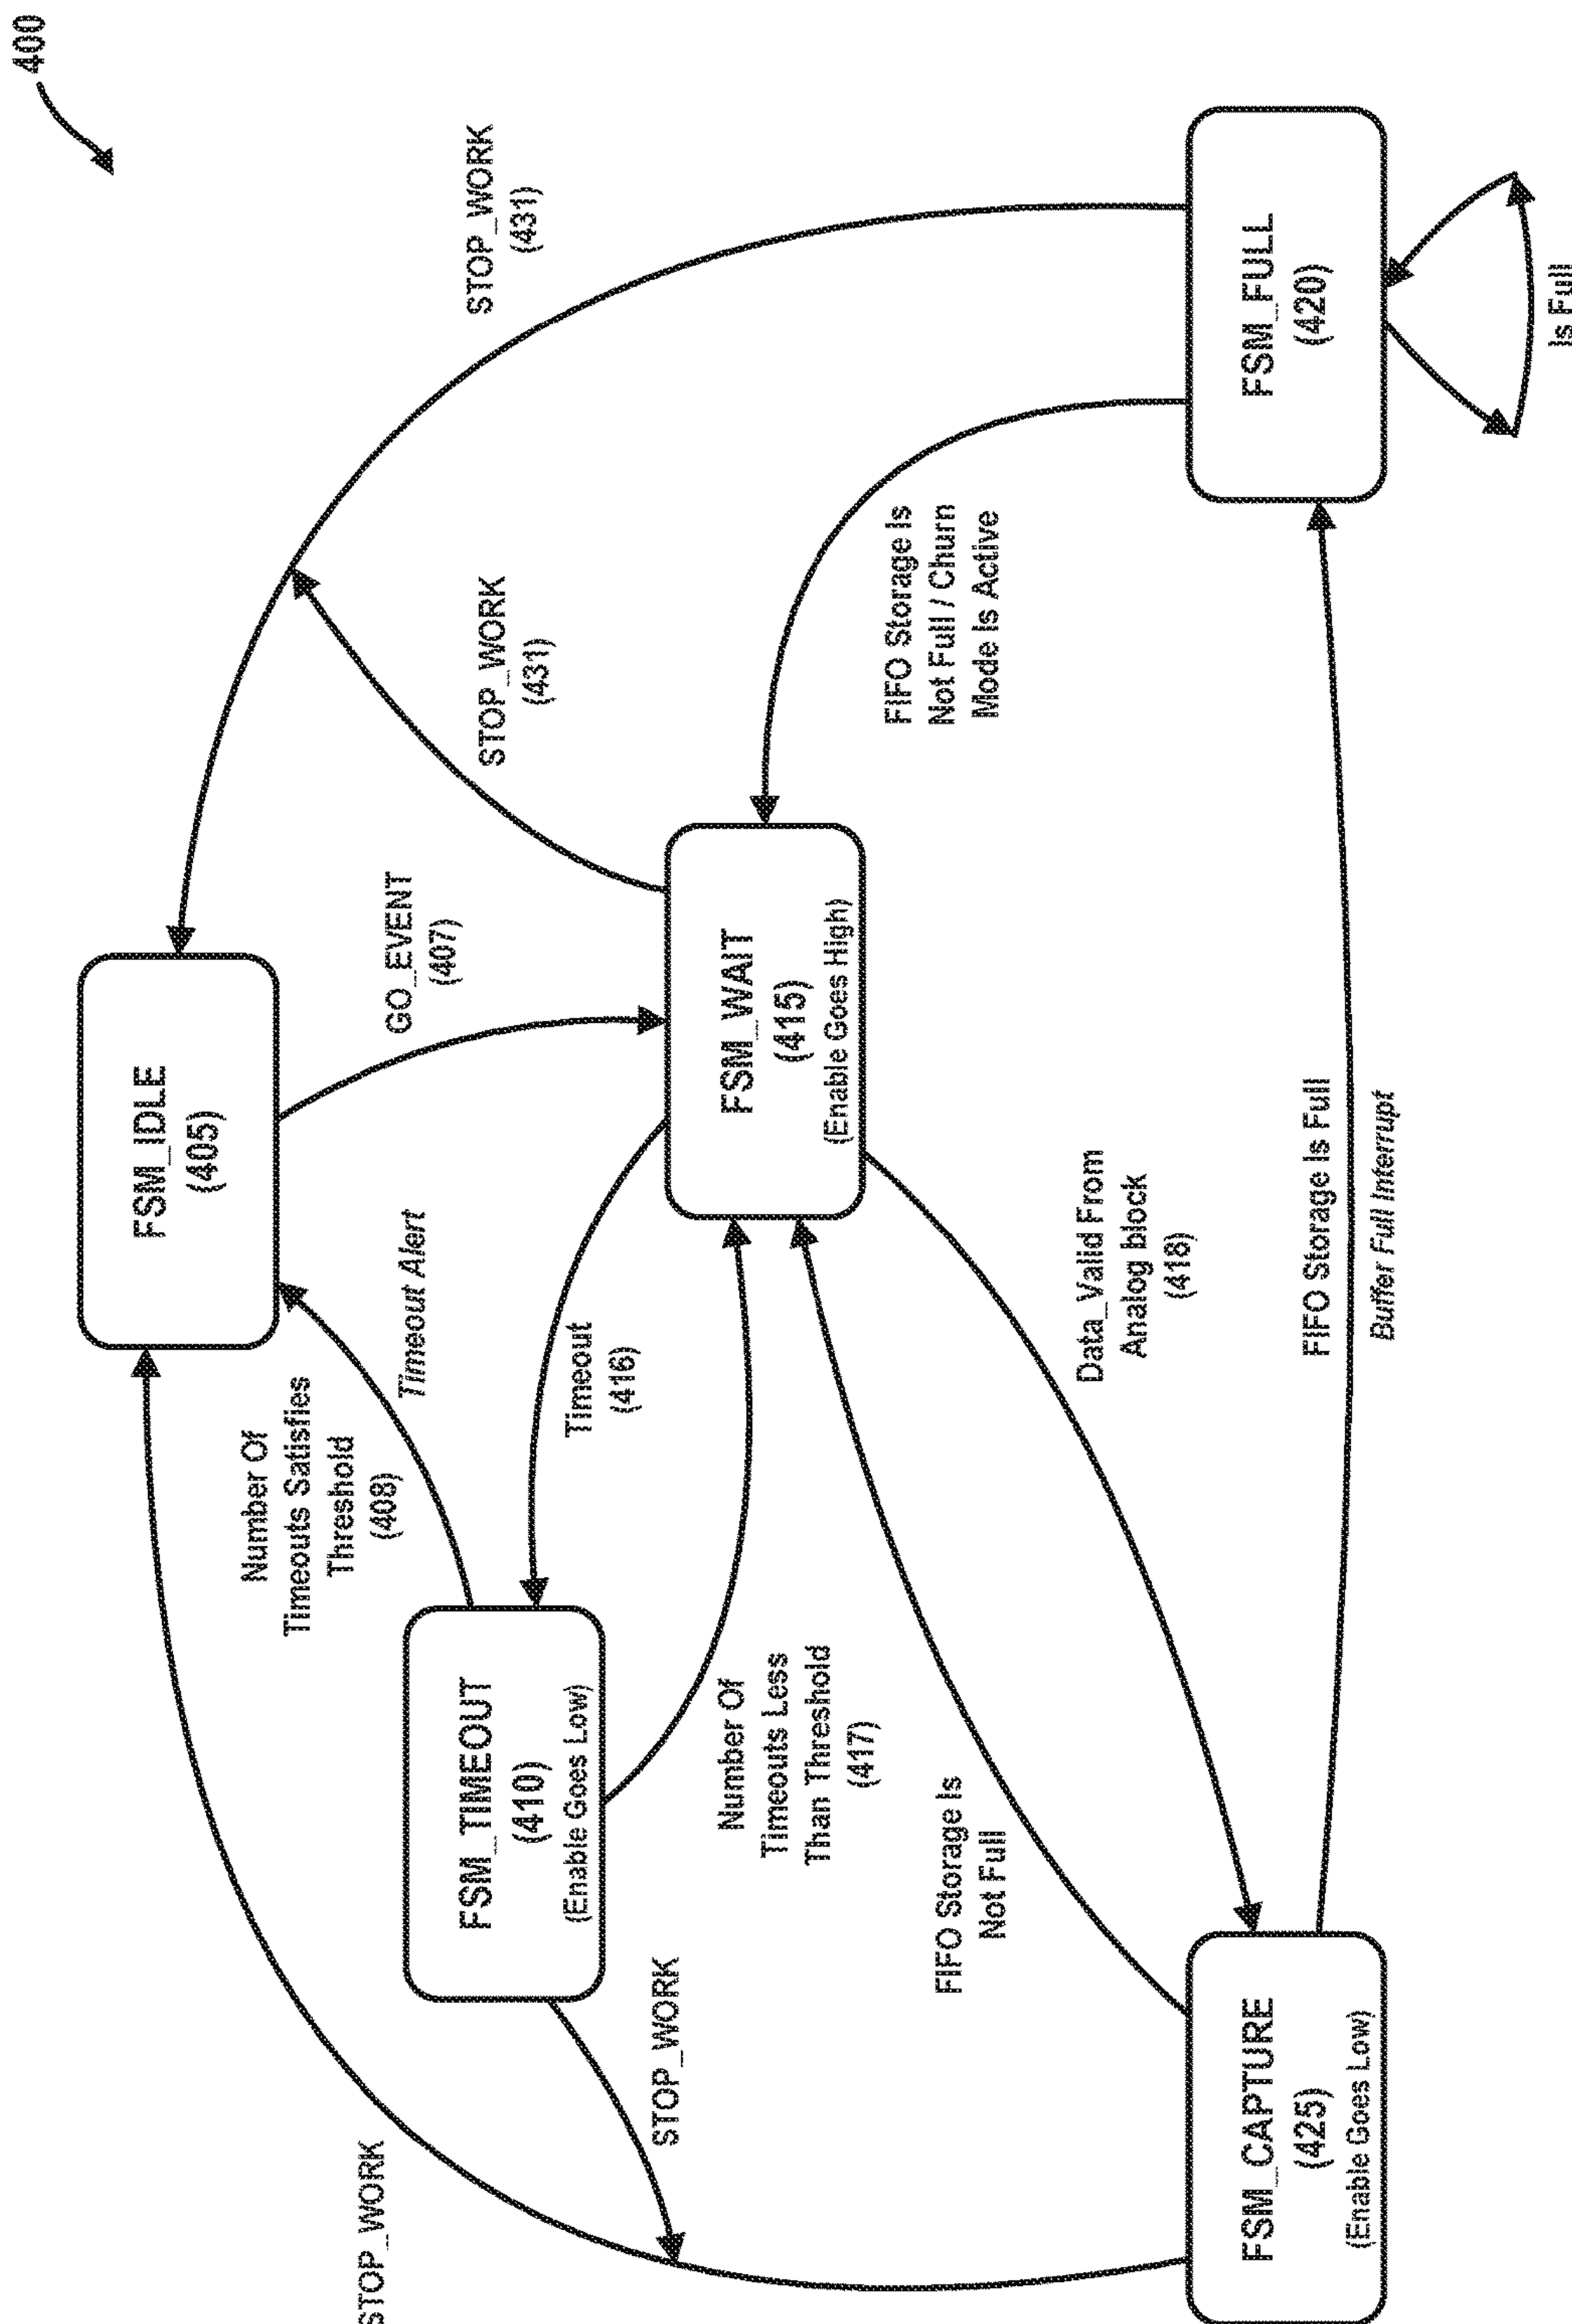 400
STOP_WORK
(431)
STOP_WORK
(431)
GO_EVENT
(407)
FSM_IDLE
(405)
Timeout Alert
Number Of
Timeouts Satisfies
Threshold
(408)
Timeout
(416)
FSM_WAIT
(415)
(Enable Goes High)
FIFO Storage Is
Not Full / Churn
Mode Is Active
FSM_FULL
(420)
Is Full
FSM_TIMEOUT
(410)
(Enable Goes Low)
Number Of
Timeouts Less
Than Threshold
(417)
Data_Valid From
Analog block
(418)
FIFO Storage Is
Not Full
FIFO Storage Is Full
Buffer Full Interrupt
STOP_WORK
STOP_WORK
FSM_CAPTURE
(425)
(Enable Goes Low)